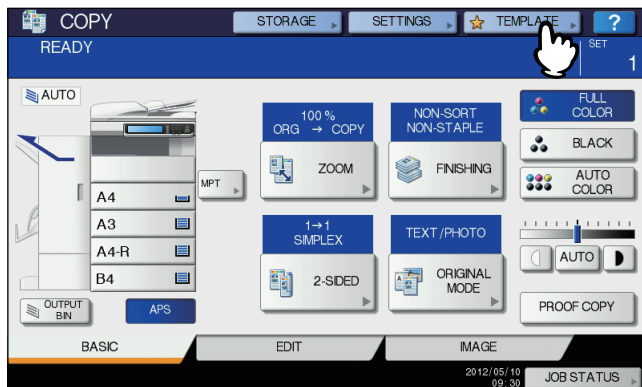 COPY
STORAGE
SETTINGS
TEMPLATE
?
READY
SET
1
AUTO
100 %
ORG → COPY
ZOOM
NON-SORT
NON-STAPLE
FINISHING
FULL
COLOR
BLACK
AUTO
COLOR
MPT
A4
A3
A4-R
B4
1→1
SIMPLEX
2-SIDED
TEXT/PHOTO
ORIGINAL
MODE
AUTO
OUTPUT
BIN
APS
PROOF COPY
BASIC
EDIT
IMAGE
2012/05/10
09:30
JOB STATUS